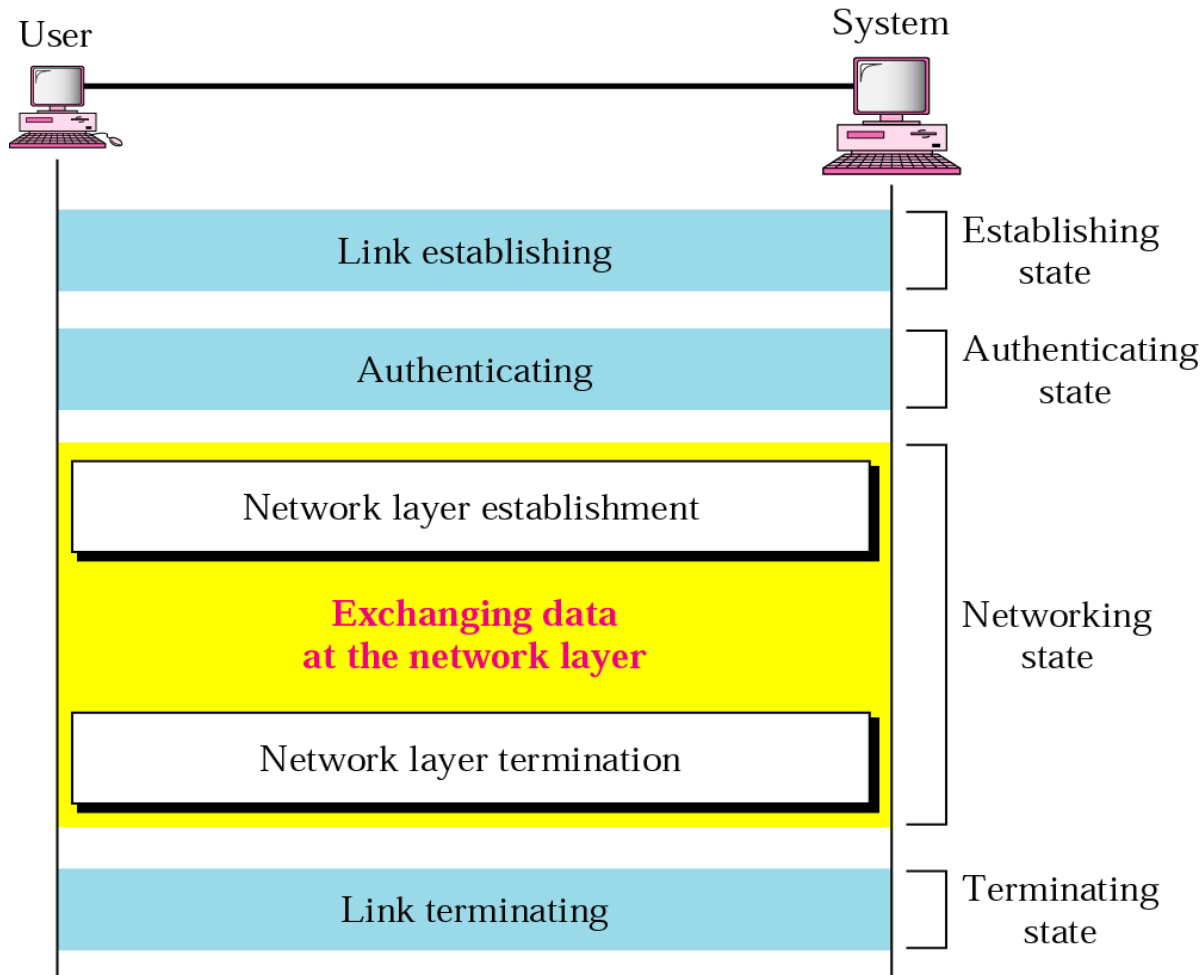 User
System
Link establishing
Establishing
state
Authenticating
Authenticating
state
Network layer establishment
Exchanging data
at the network layer
Network layer termination
Networking
state
Link terminating
Terminating
state